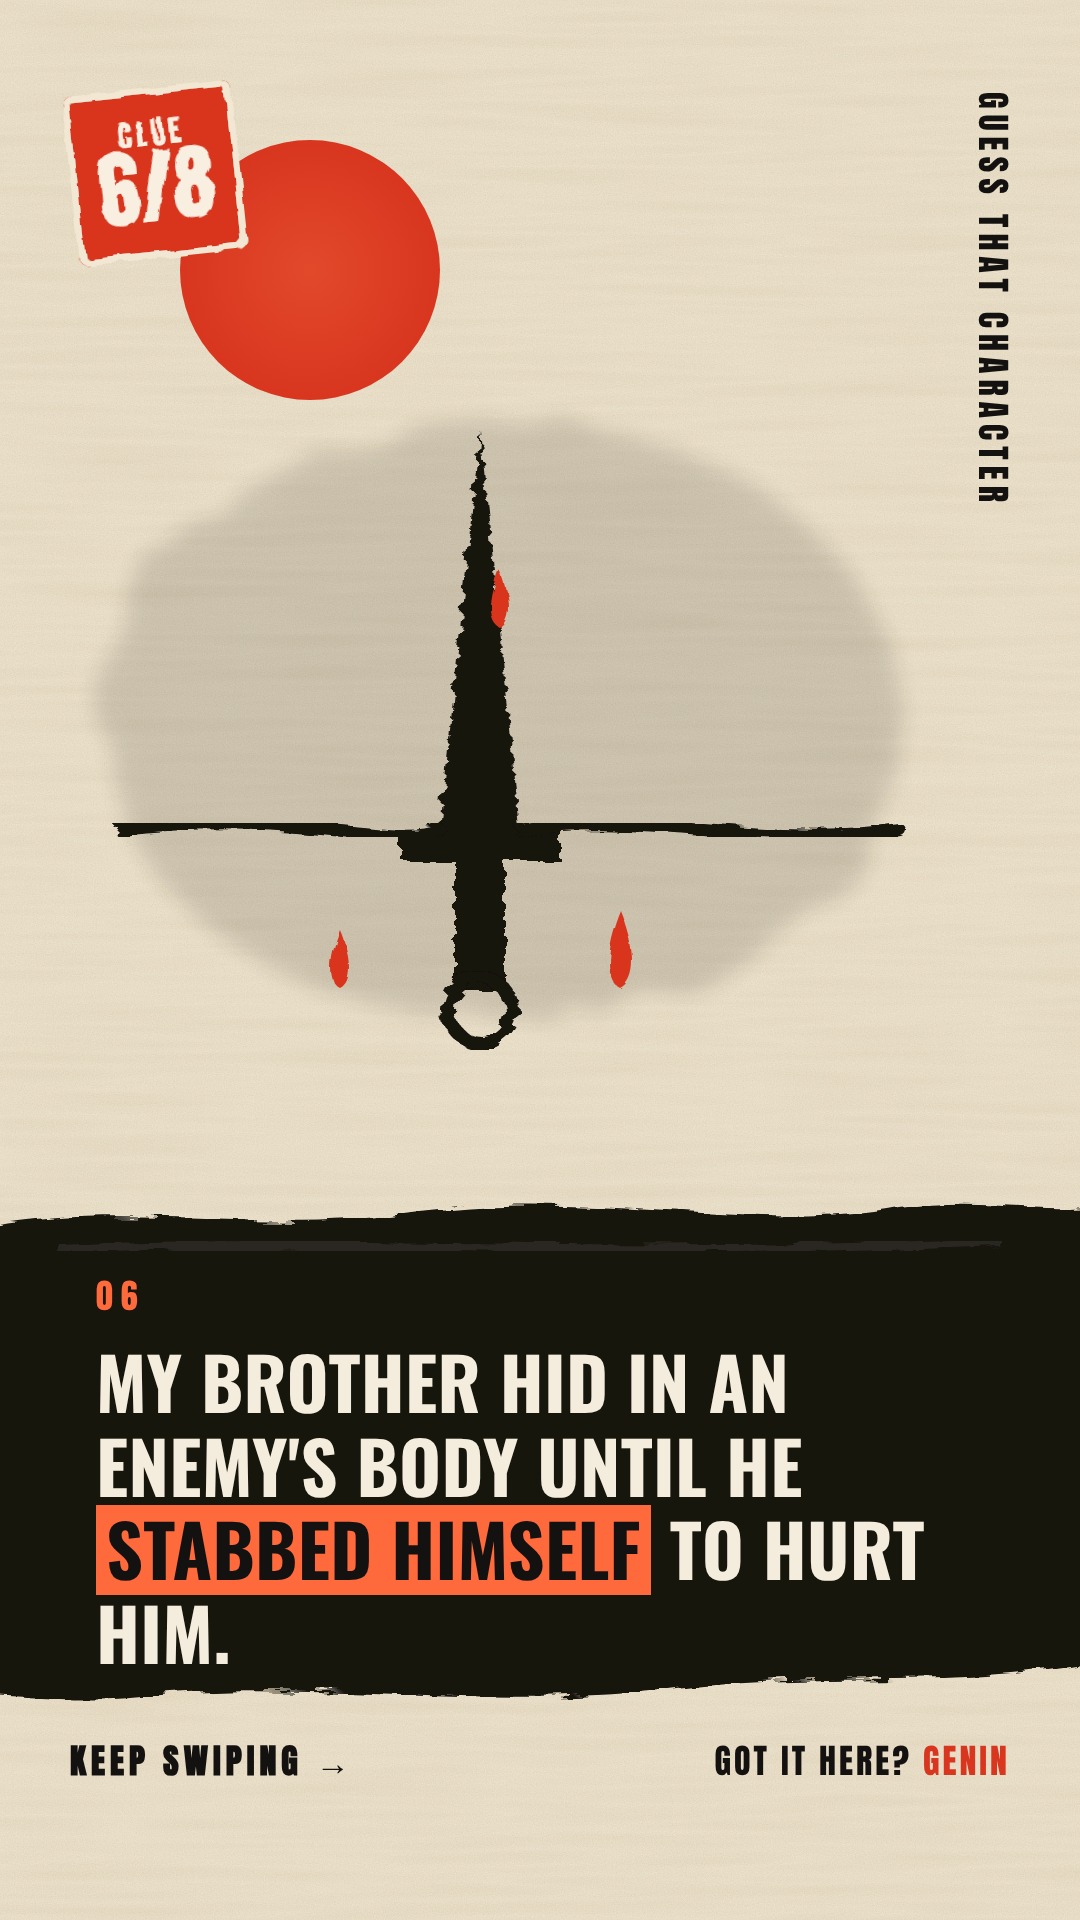 CLUE
6/8
GUESS THAT CHARACTER
06
MY BROTHER HID IN AN
ENEMY'S BODY UNTIL HE
STABBED HIMSELF TO HURT
HIM.
KEEP SWIPING →
GOT IT HERE? GENIN